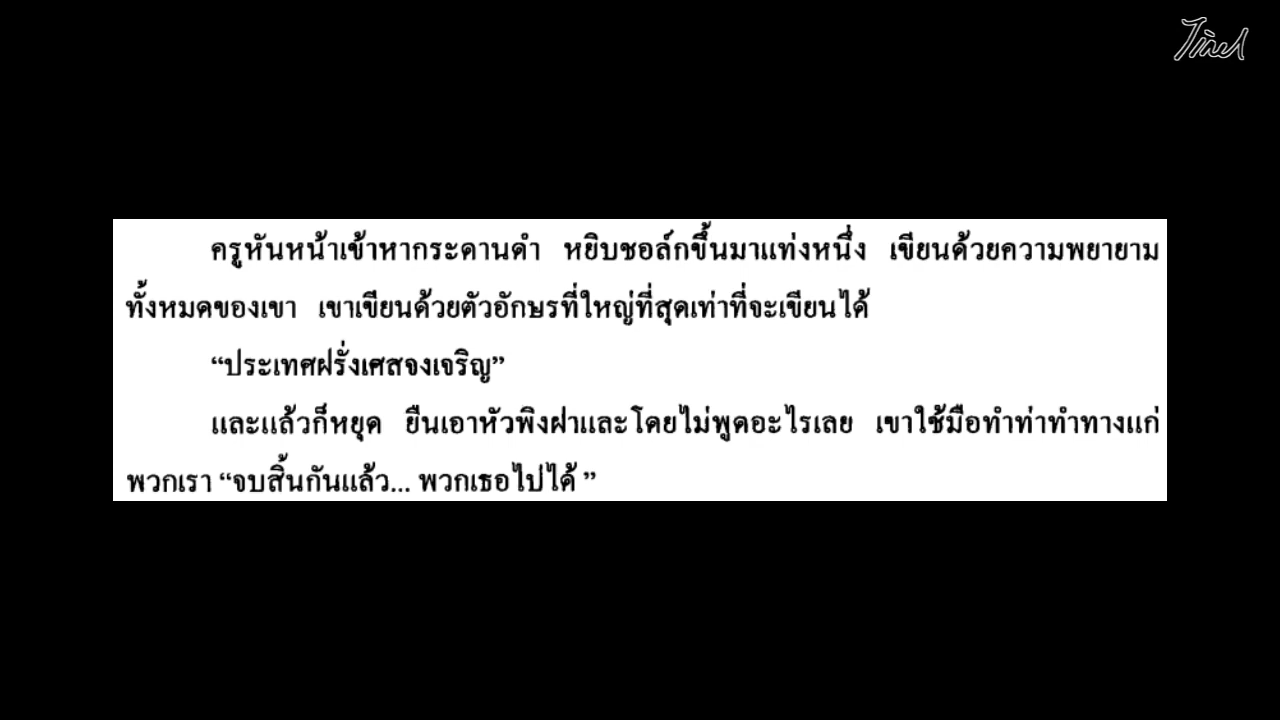 ครูหันหน้าเข้าหากระดานดำ หยิบชอล์กขึ้นมาแท่งหนึ่ง เขียนด้วยความพยายาม
ทั้งหมดของเขา เขาเขียนด้วยตัวอักษรที่ใหญ่ที่สุดเท่าที่จะเขียนได้
“ประเทศฝรั่งเศสจงเจริญ”
และแล้วก็หยุด ยืนเอาหัวพิงฝาและโดยไม่พูดอะไรเลย เขาใช้มือทำท่าทำทางแก่
พวกเรา “จบสิ้นกันแล้ว... พวกเธอไปได้ ”